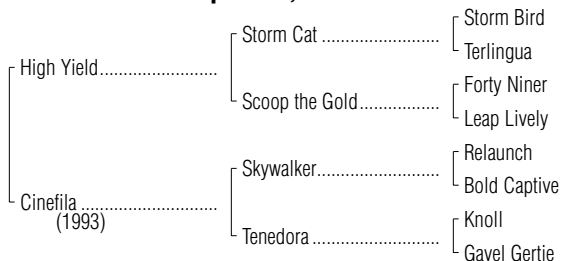 Storm Bird
Storm Cat ..............................
Terlingua
High Yield..............................
Forty Niner
Scoop the Gold....................
Leap Lively
Relaunch
Skywalker..............................
Bold Captive
Cinefila ..................................
(1993)
Knoll
Tenedora ................................
Gavel Gertie